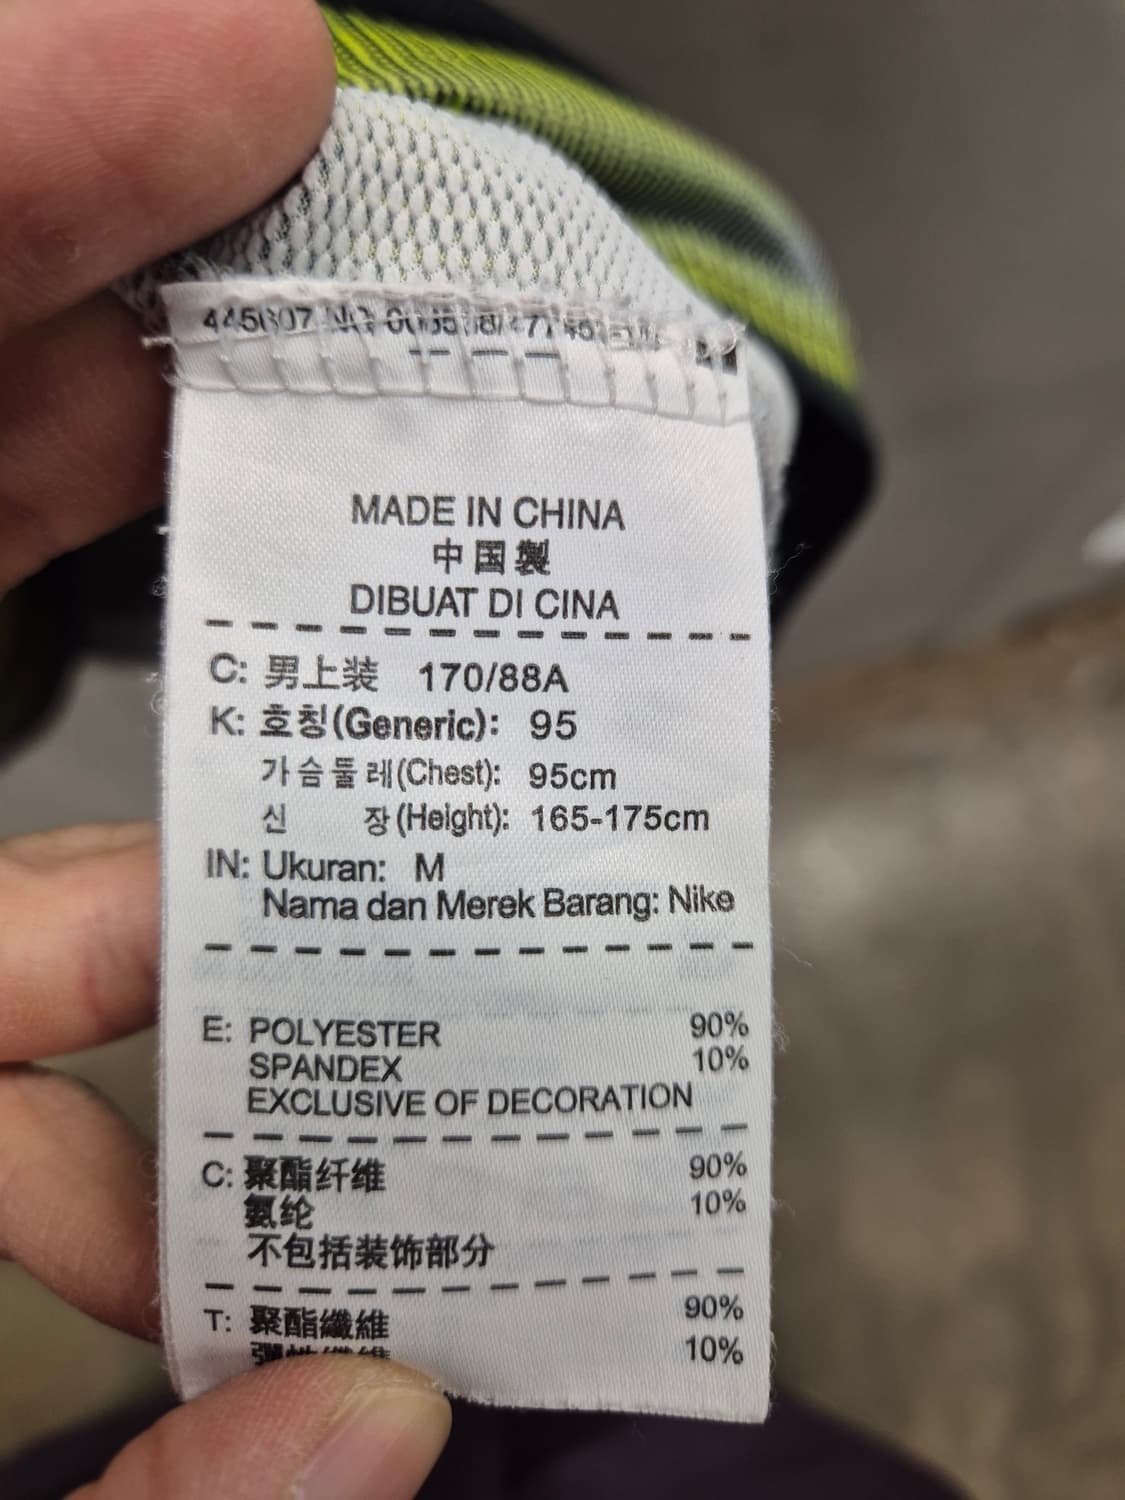 MADE IN CHINA
中国製
DIBUAT DI CINA
C: 男上装 170/88A
K: 호칭(Generic): 95
가슴둘레(Chest): 95cm
신 장(Height): 165-175cm
IN: Ukuran: M
Nama dan Merek Barang: Nike
E: POLYESTER 90%
SPANDEX 10%
EXCLUSIVE OF DECORATION
C: 聚酯纤维 90%
氨纶 10%
不包括装饰部分
T: 聚酯纖維 90%
10%